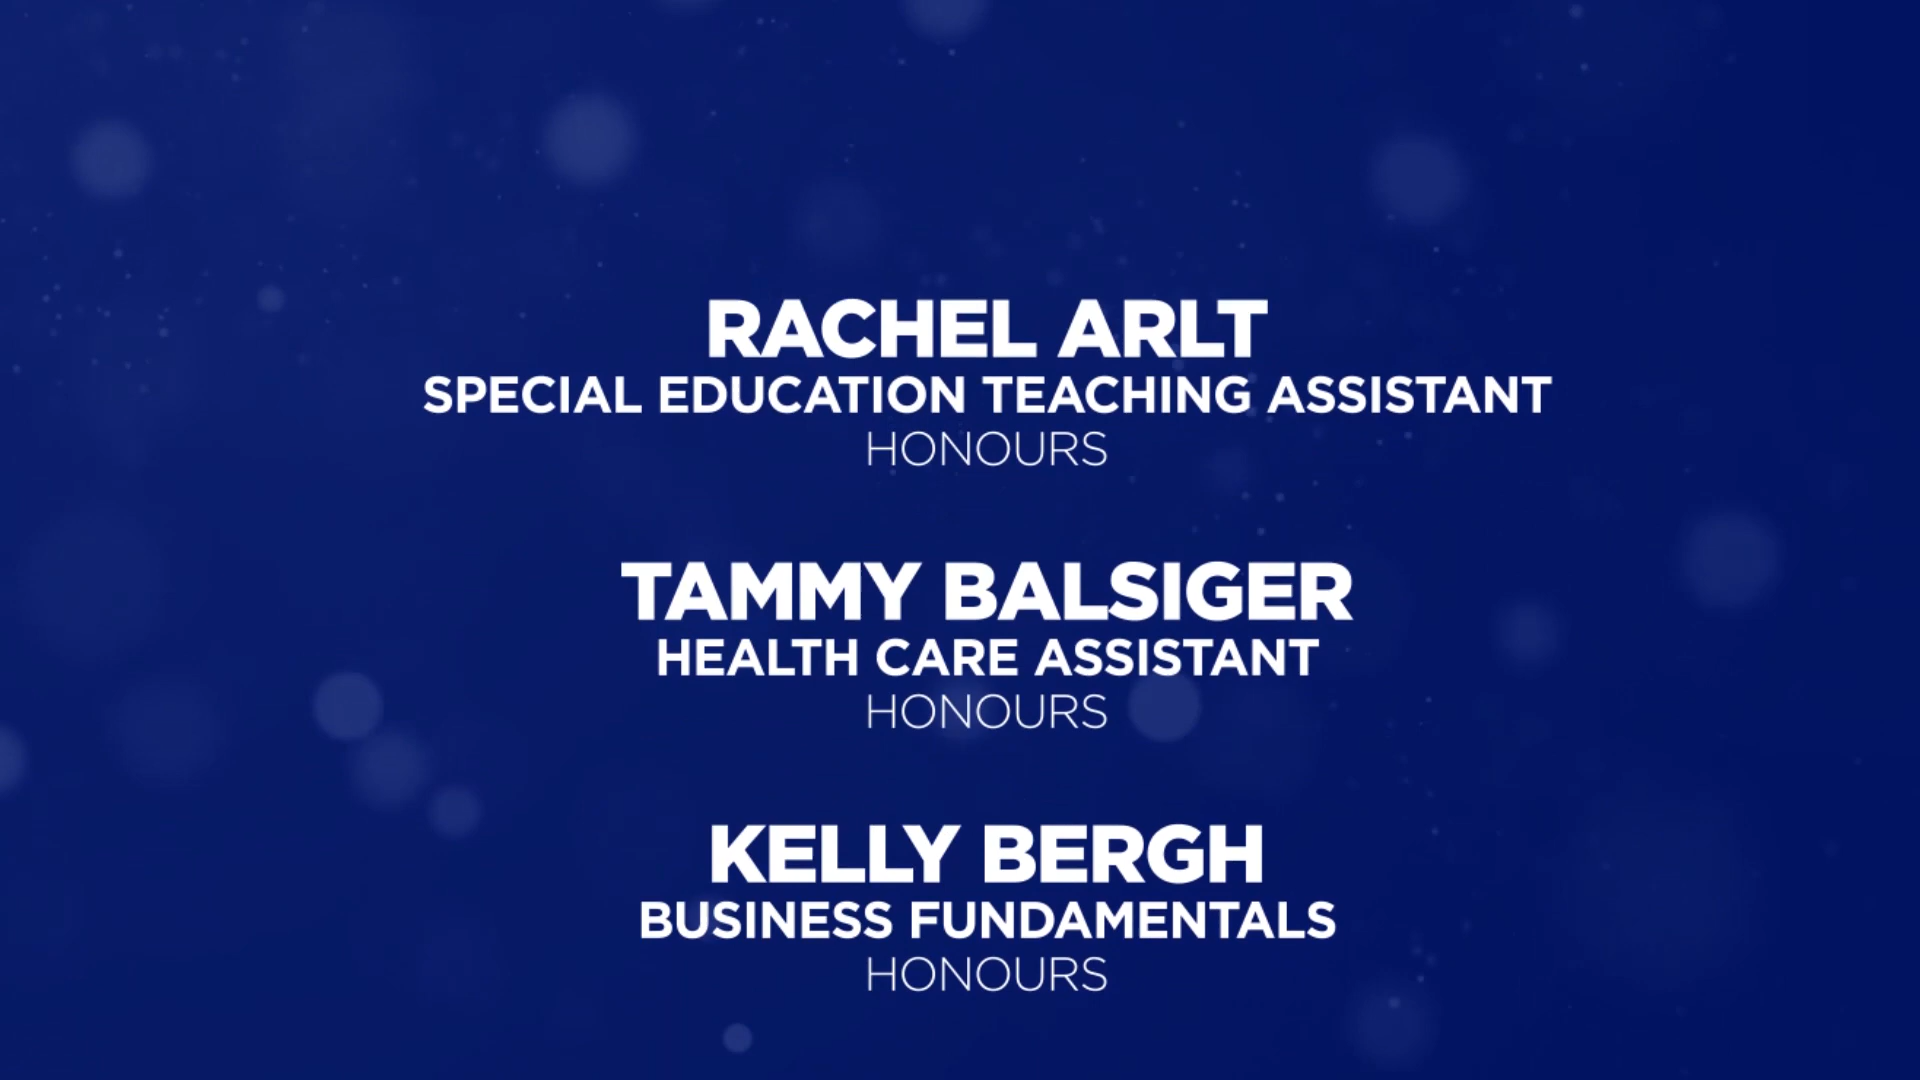 RACHEL ARLT
SPECIAL EDUCATION TEACHING ASSISTANT
HONOURS
TAMMY BALSIGER
HEALTH CARE ASSISTANT
HONOURS
KELLY BERGH
BUSINESS FUNDAMENTALS
HONOURS